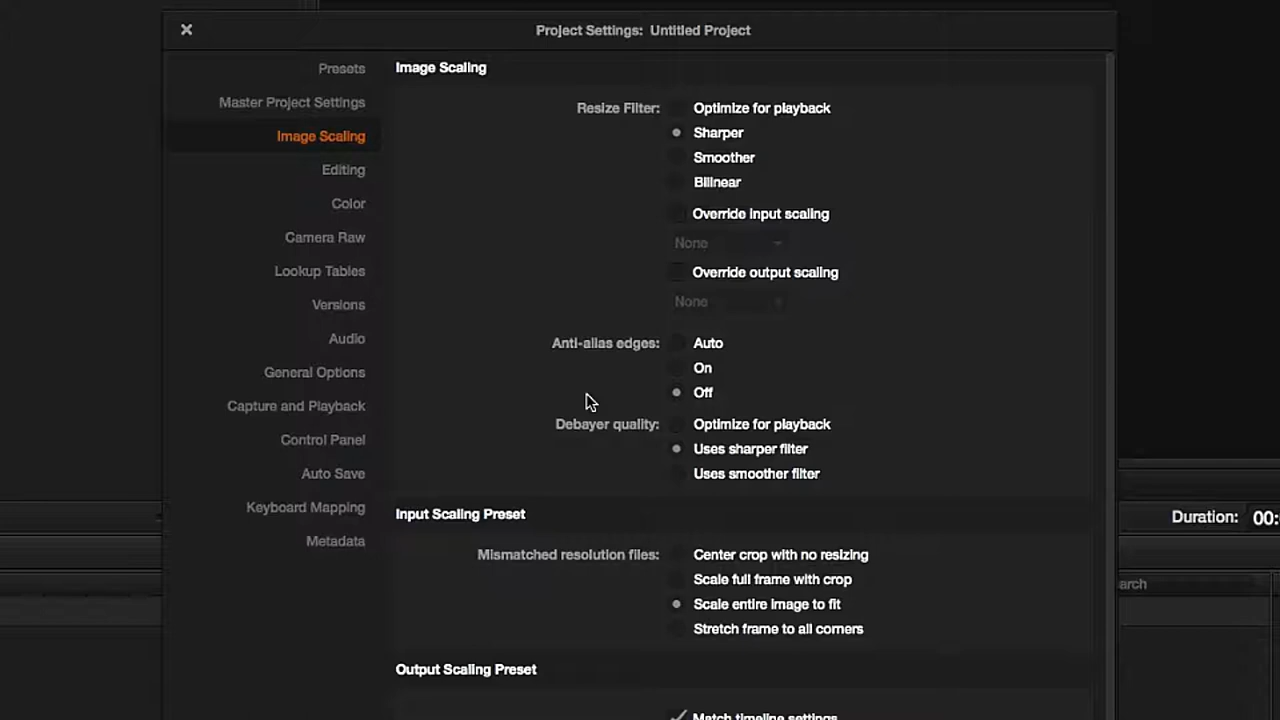 Project Settings: Untitled Project
Presets
Master Project Settings
Image Scaling
Editing
Color
Camera Raw
Lookup Tables
Versions
Audio
General Options
Capture and Playback
Control Panel
Auto Save
Keyboard Mapping
Metadata
Image Scaling
Resize Filter: Optimize for playback
Sharper
Smoother
Bilinear
Override input scaling
None
Override output scaling
None
Anti-alias edges: Auto
On
Off
Debayer quality: Optimize for playback
Uses sharper filter
Uses smoother filter
Input Scaling Preset
Mismatched resolution files: Center crop with no resizing
Scale full frame with crop
Scale entire image to fit
Stretch frame to all corners
Output Scaling Preset
Match timeline settings
Duration: 00:
arch